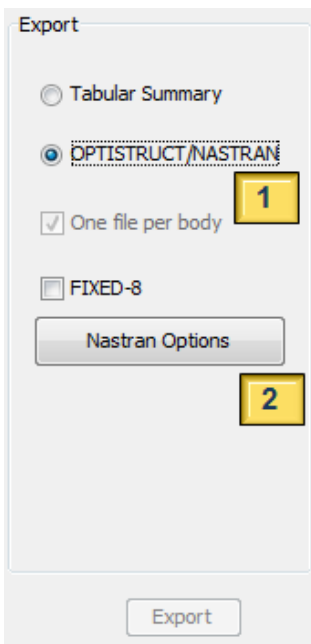 Export
Tabular Summary
OPTISTRUCT/NASTRAN
1
One file per body
FIXED-8
Nastran Options
2
Export